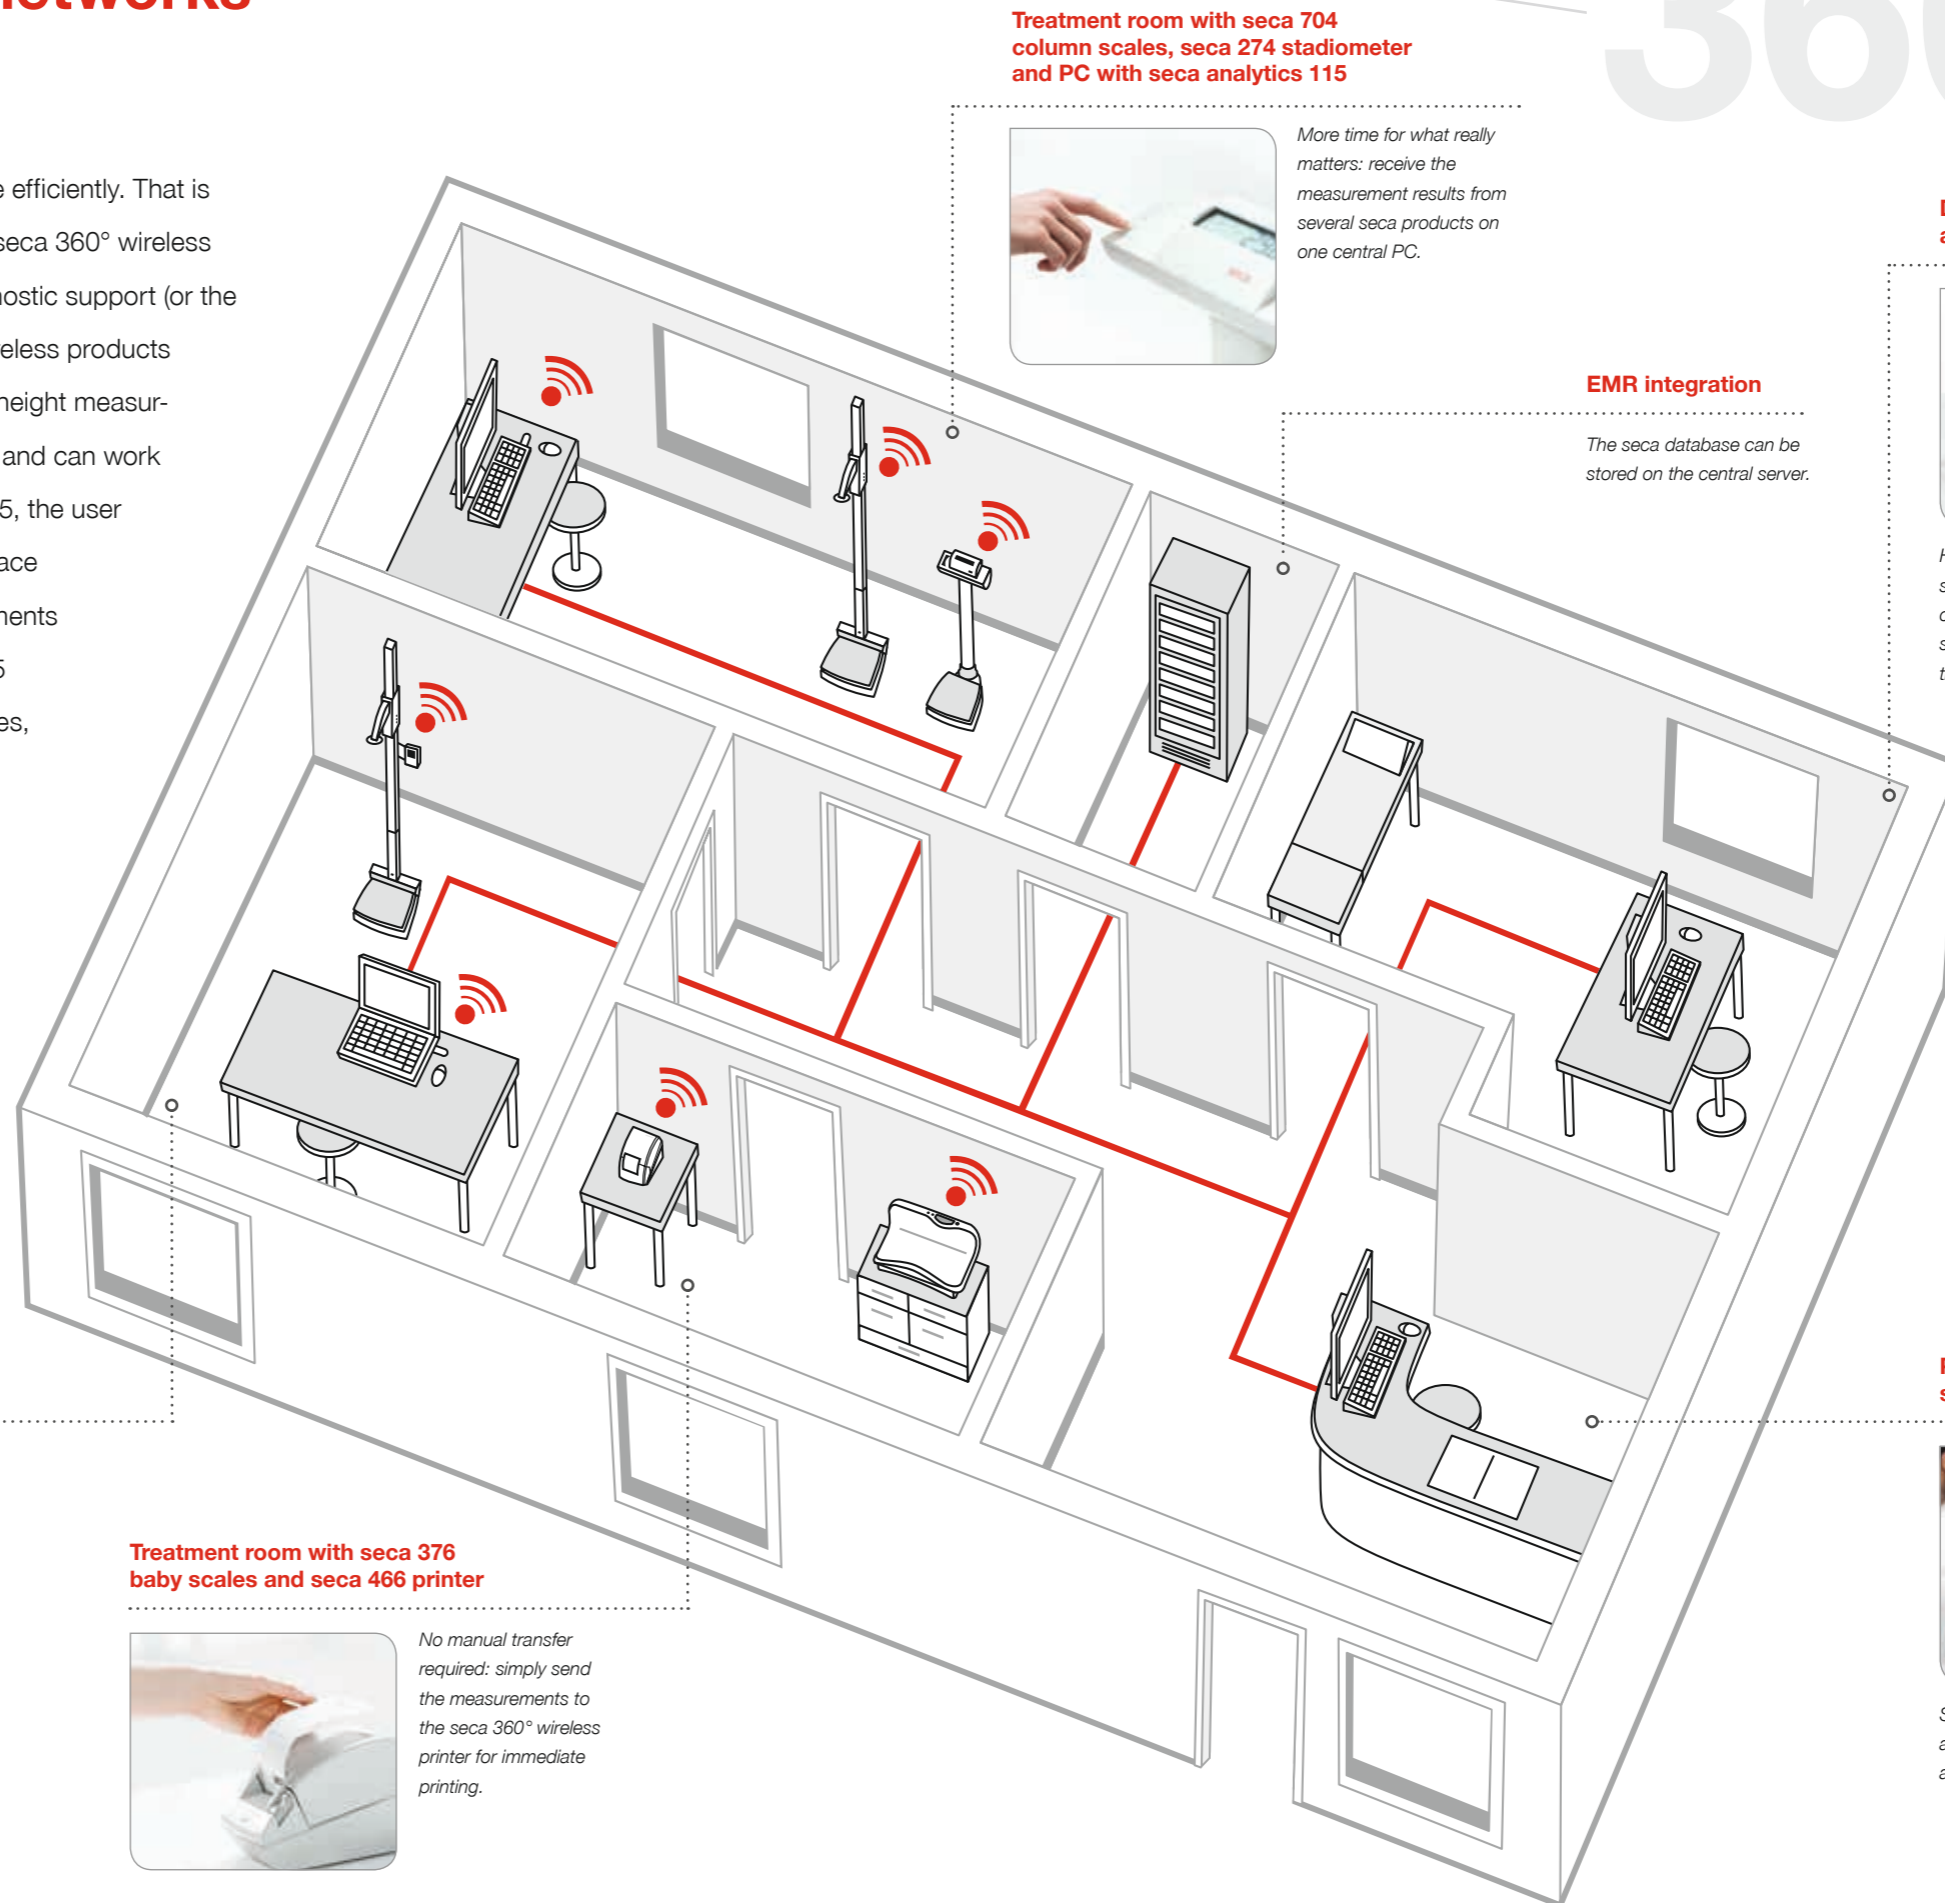 networks
e efficiently. That is
seca 360° wireless
nostic support (or the
reless products
height measur-
and can work
5, the user
ace
ments
5
es,
Treatment room with seca 704
column scales, seca 274 stadiometer
and PC with seca analytics 115
More time for what really
matters: receive the
measurement results from
several seca products on
one central PC.
360
EMR integration
The seca database can be
stored on the central server.
Treatment room with seca 376
baby scales and seca 466 printer
No manual transfer
required: simply send
the measurements to
the seca 360° wireless
printer for immediate
printing.